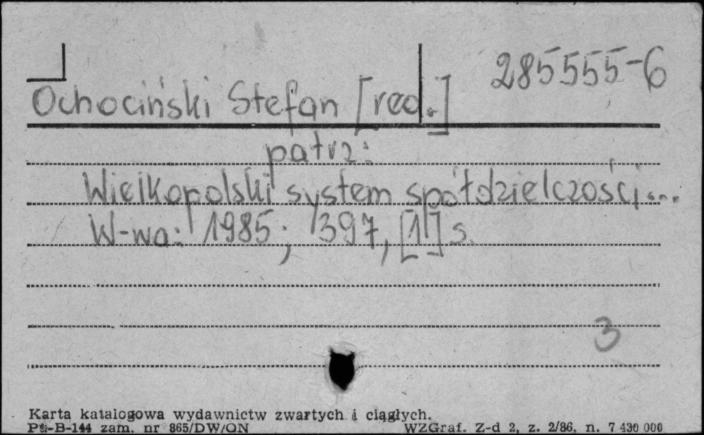 285555-6
Ochociński Stefan [red.]
patrz:
Wielkopolski system spółdzielczości...
W-wa: 1985; 397, [1] s.
3
Karta katalogowa wydawnictw zwartych i ciągłych.
Pu-B-144 zam. nr 865/DW/ON WZGraf. Z-d 2, z. 2/86, n. 7 430 000